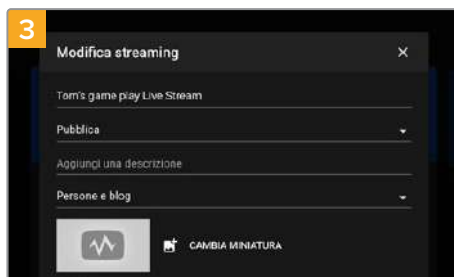 3
Modifica streaming
Tom's game play Live Stream
Pubblica
Aggiungi una descrizione
Persone e blog
CAMBIA MINIATURA